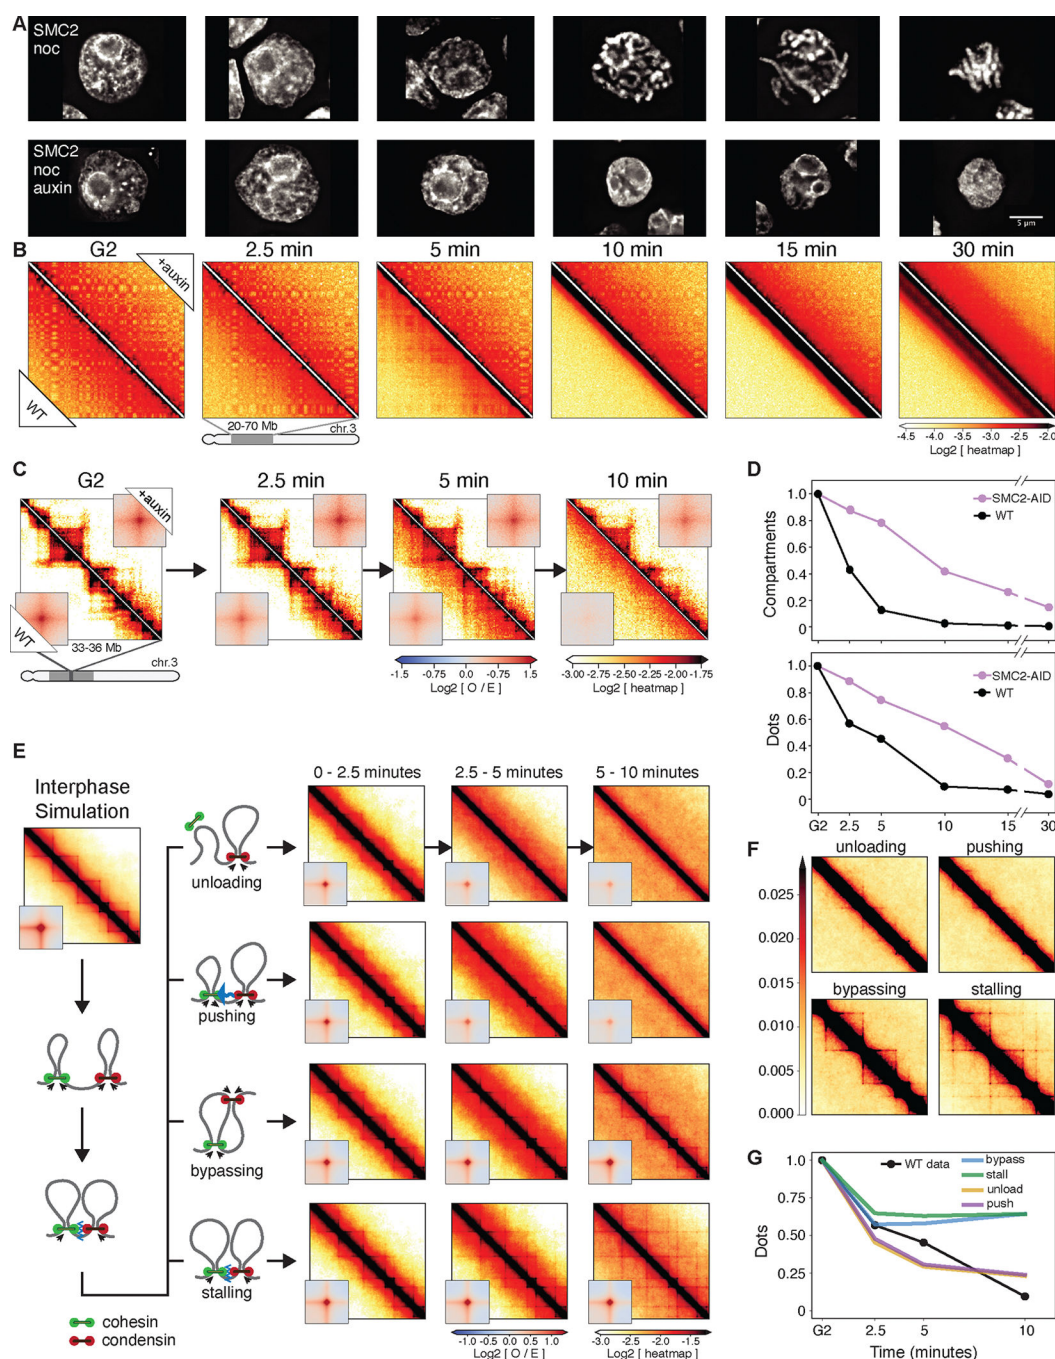 A
SMC2
noc
SMC2
noc
auxin
5 µm
B
G2
2.5 min
5 min
10 min
15 min
30 min
+auxin
WT
20-70 Mb
chr.3
-4.5 -4.0 -3.5 -3.0 -2.5 -2.0
Log2 [ heatmap ]
C
G2
2.5 min
5 min
10 min
+auxin
WT
33-36 Mb
chr.3
-1.5 -0.75 0.0 0.75 1.5
Log2 [ O / E ]
-3.00 -2.75 -2.50 -2.25 -2.00 -1.75
Log2 [ heatmap ]
D
1.0
0.8
0.6
0.4
0.2
0
Compartments
SMC2-AID
WT
1.0
0.8
0.6
0.4
0.2
0
Dots
SMC2-AID
WT
G2 2.5 5 10 15 30
E
Interphase
Simulation
0 - 2.5 minutes
2.5 - 5 minutes
5 - 10 minutes
unloading
pushing
bypassing
stalling
cohesin
condensin
-1.0 -0.5 0.0 0.5 1.0
Log2 [ O / E ]
-3.0 -2.5 -2.0 -1.5
Log2 [ heatmap ]
F
unloading
pushing
bypassing
stalling
0.025
0.020
0.015
0.010
0.005
0.000
G
1.0
0.75
0.50
0.25
0
Dots
WT data
bypass
stall
unload
push
G2 2.5 5 10
Time (minutes)